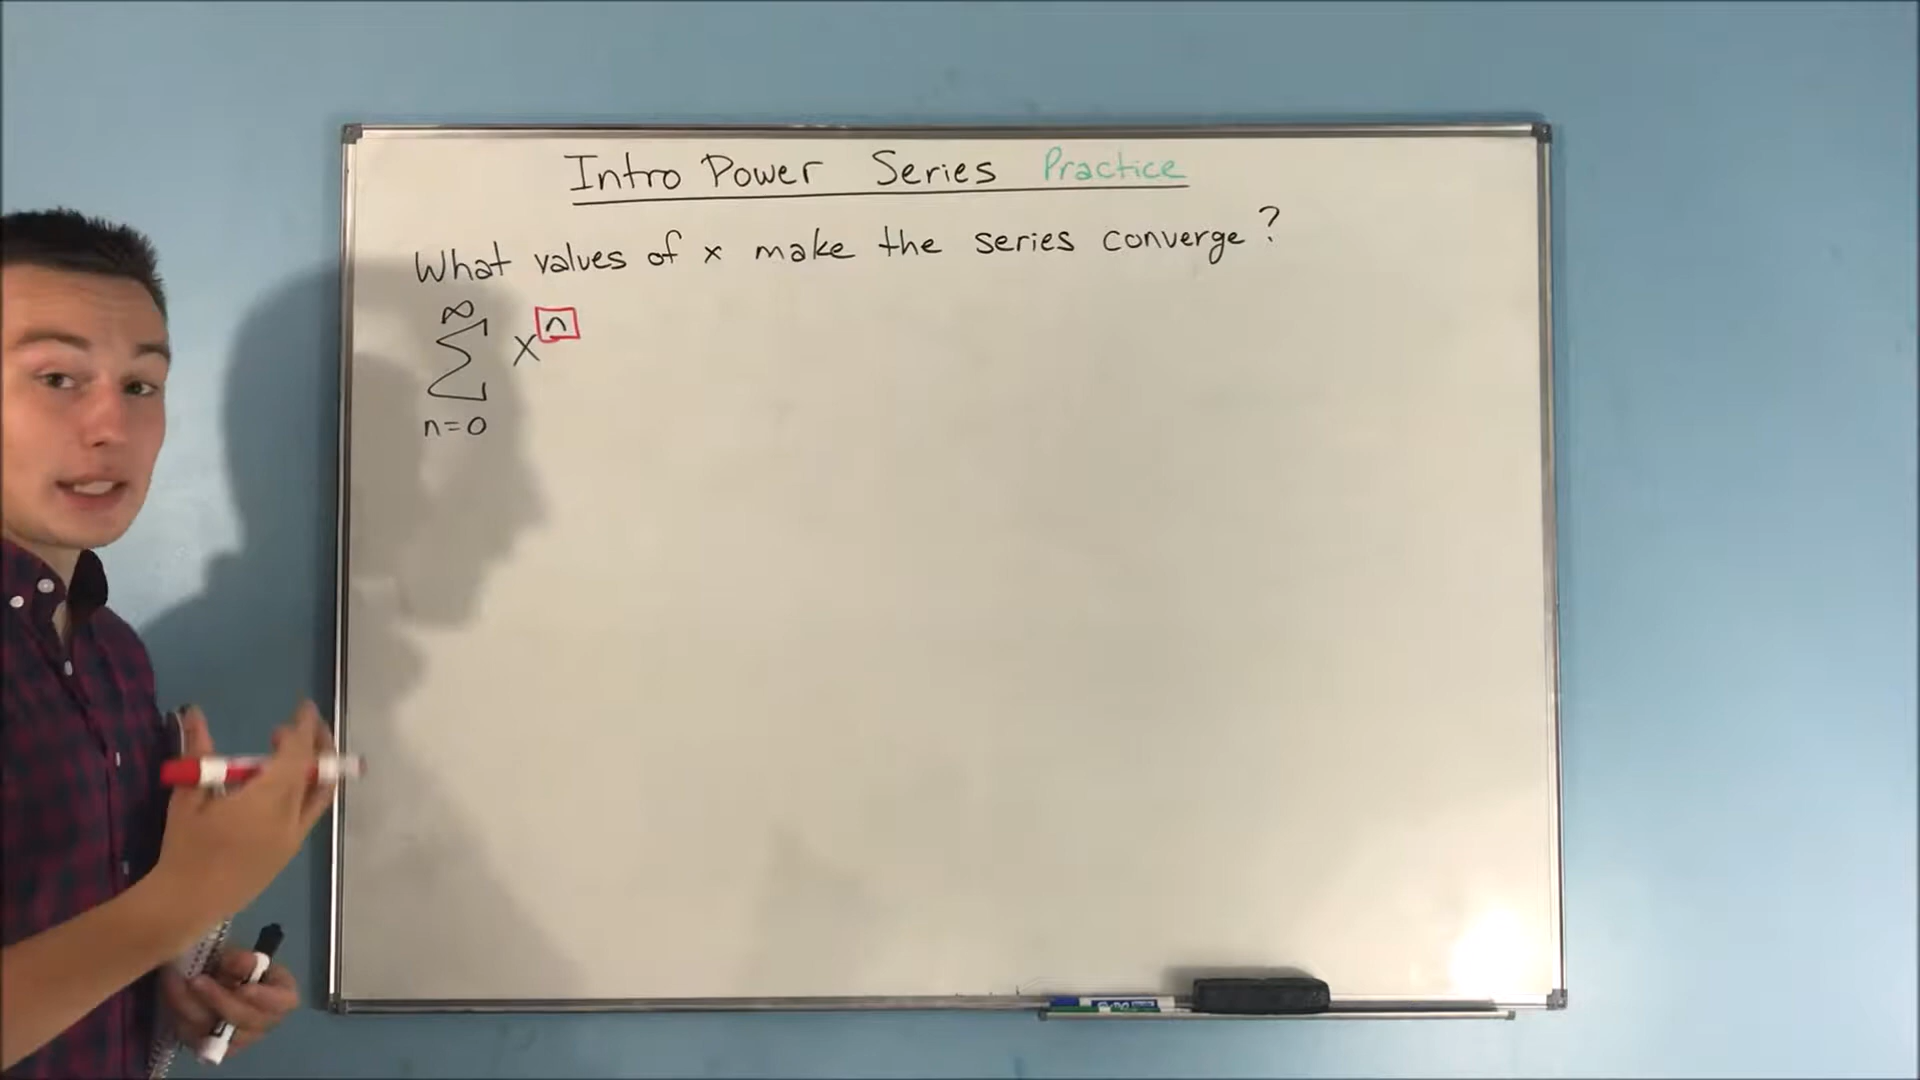 Intro Power Series Practice
What values of x make the series converge?
∞
∑ x^n
n=0